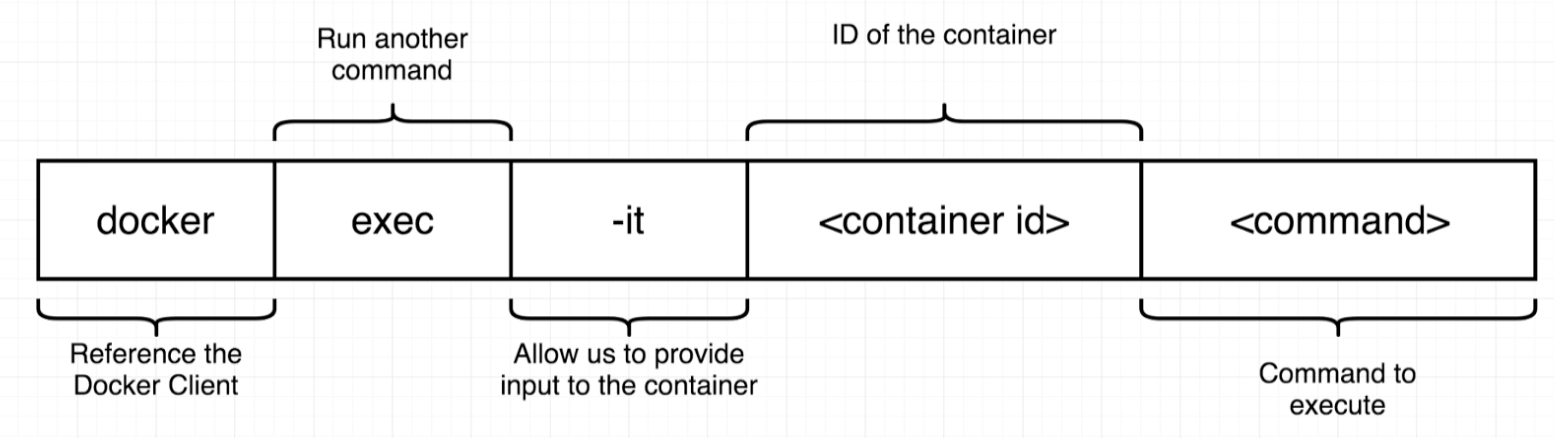 Run another
command
ID of the container
docker
exec
-it
<container id>
<command>
Reference the
Docker Client
Allow us to provide
input to the container
Command to
execute